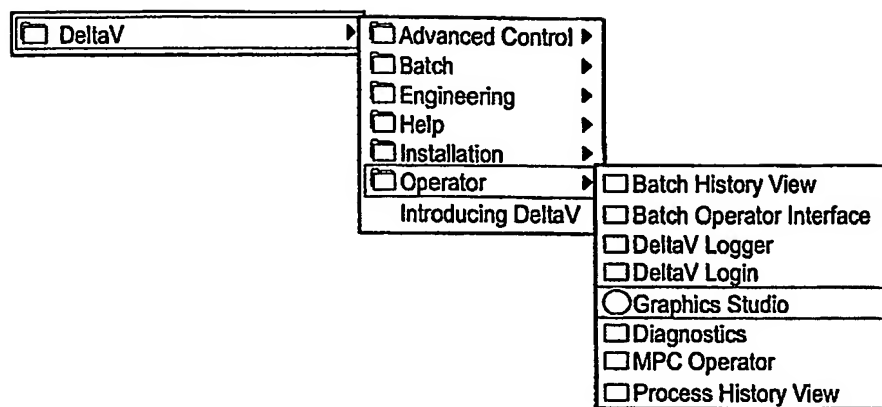 DeltaV
Advanced Control
Batch
Engineering
Help
Installation
Operator
Introducing DeltaV
Batch History View
Batch Operator Interface
DeltaV Logger
DeltaV Login
Graphics Studio
Diagnostics
MPC Operator
Process History View